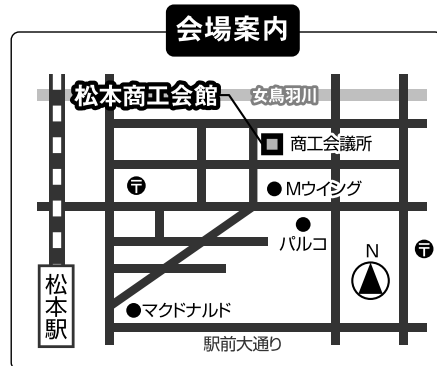 会場案内
松本商工会館
女鳥羽川
商工会議所
〒
Mウイング
パルコ
〒
N
松本駅
マクドナルド
駅前大通り